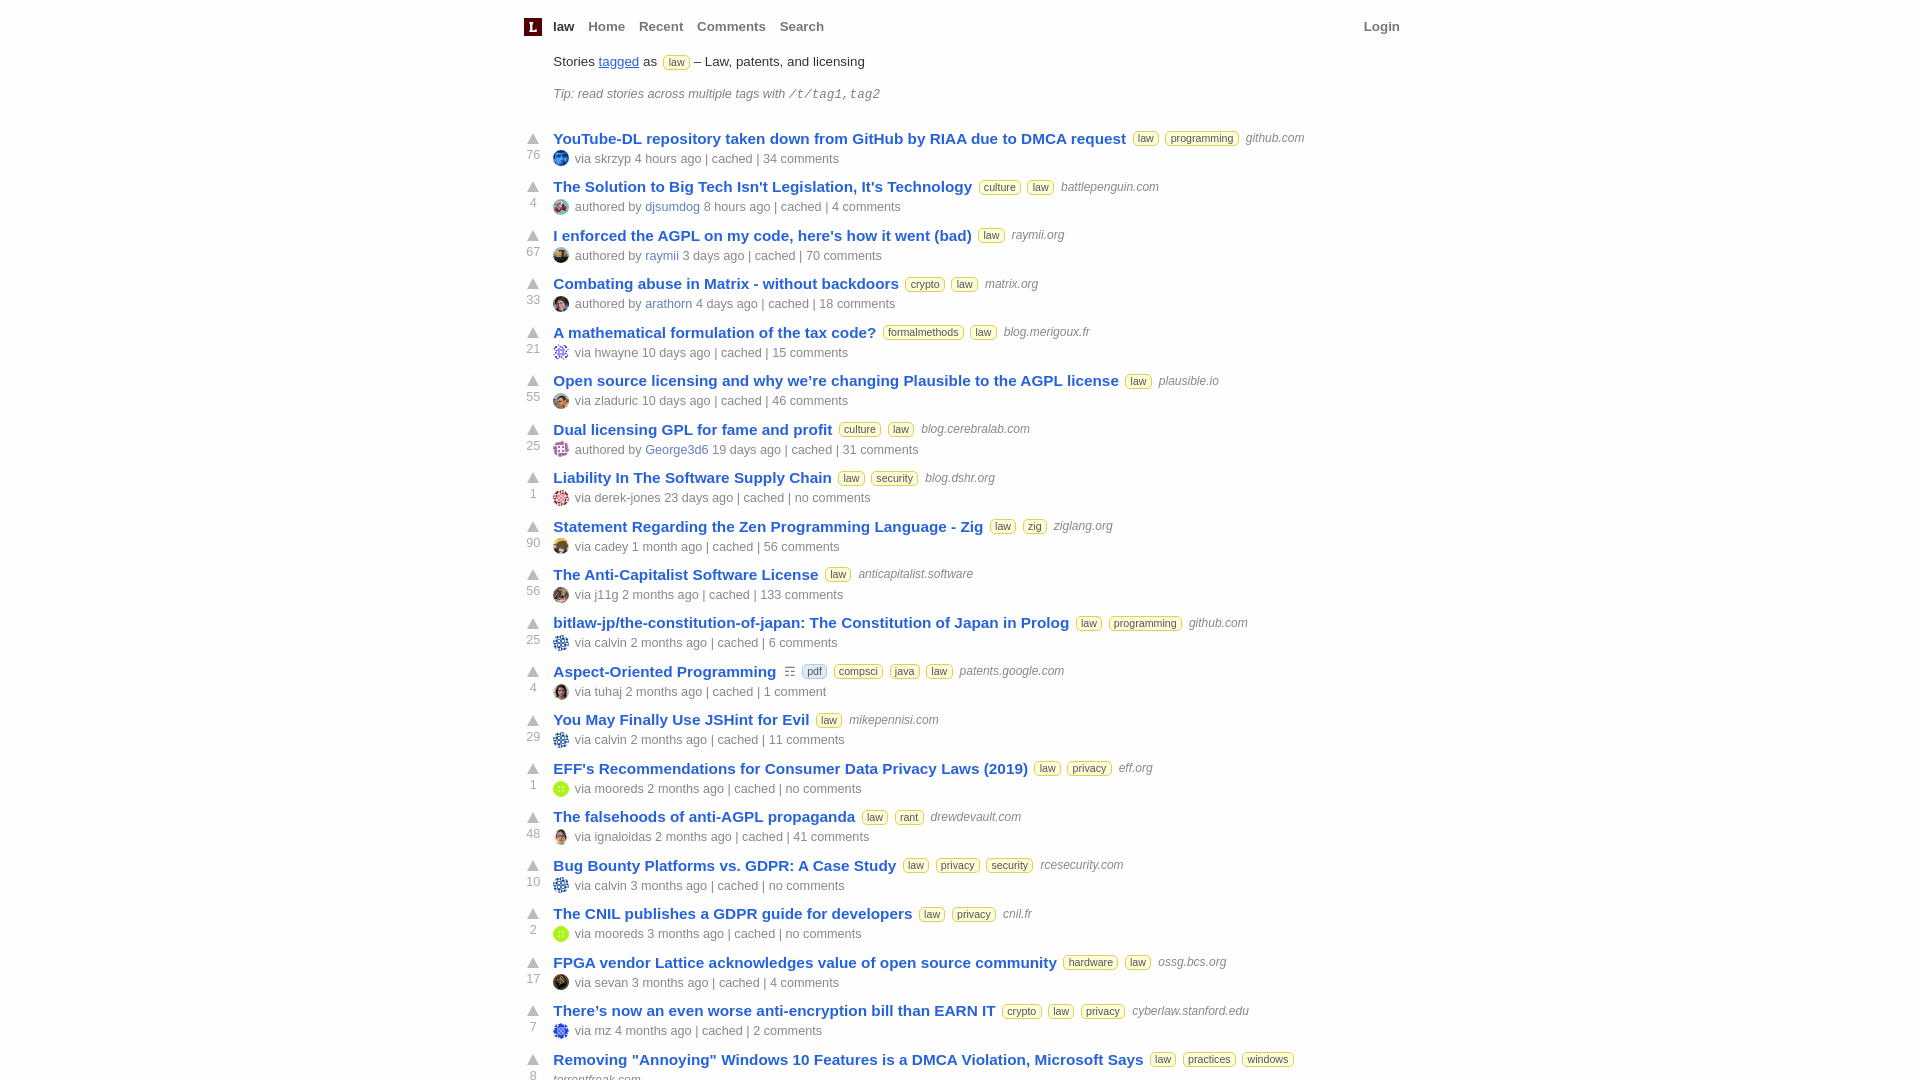 L law Home Recent Comments Search Login
Stories tagged as law – Law, patents, and licensing
Tip: read stories across multiple tags with /t/tag1,tag2
YouTube-DL repository taken down from GitHub by RIAA due to DMCA request law programming github.com
76 via skrzyp 4 hours ago | cached | 34 comments
The Solution to Big Tech Isn't Legislation, It's Technology culture law battlepenguin.com
4 authored by djsumdog 8 hours ago | cached | 4 comments
I enforced the AGPL on my code, here's how it went (bad) law raymii.org
67 authored by raymii 3 days ago | cached | 70 comments
Combating abuse in Matrix - without backdoors crypto law matrix.org
33 authored by arathorn 4 days ago | cached | 18 comments
A mathematical formulation of the tax code? formalmethods law blog.merigoux.fr
21 via hwayne 10 days ago | cached | 15 comments
Open source licensing and why we’re changing Plausible to the AGPL license law plausible.io
55 via zladuric 10 days ago | cached | 46 comments
Dual licensing GPL for fame and profit culture law blog.cerebralab.com
25 authored by George3d6 19 days ago | cached | 31 comments
Liability In The Software Supply Chain law security blog.dshr.org
1 via derek-jones 23 days ago | cached | no comments
Statement Regarding the Zen Programming Language - Zig law zig ziglang.org
90 via cadey 1 month ago | cached | 56 comments
The Anti-Capitalist Software License law anticapitalist.software
56 via j11g 2 months ago | cached | 133 comments
bitlaw-jp/the-constitution-of-japan: The Constitution of Japan in Prolog law programming github.com
25 via calvin 2 months ago | cached | 6 comments
Aspect-Oriented Programming ☶ pdf compsci java law patents.google.com
4 via tuhaj 2 months ago | cached | 1 comment
You May Finally Use JSHint for Evil law mikepennisi.com
29 via calvin 2 months ago | cached | 11 comments
EFF's Recommendations for Consumer Data Privacy Laws (2019) law privacy eff.org
1 via mooreds 2 months ago | cached | no comments
The falsehoods of anti-AGPL propaganda law rant drewdevault.com
48 via ignaloidas 2 months ago | cached | 41 comments
Bug Bounty Platforms vs. GDPR: A Case Study law privacy security rcesecurity.com
10 via calvin 3 months ago | cached | no comments
The CNIL publishes a GDPR guide for developers law privacy cnil.fr
2 via mooreds 3 months ago | cached | no comments
FPGA vendor Lattice acknowledges value of open source community hardware law ossg.bcs.org
17 via sevan 3 months ago | cached | 4 comments
There’s now an even worse anti-encryption bill than EARN IT crypto law privacy cyberlaw.stanford.edu
7 via mz 4 months ago | cached | 2 comments
Removing "Annoying" Windows 10 Features is a DMCA Violation, Microsoft Says law practices windows
8 torrentfreak.com